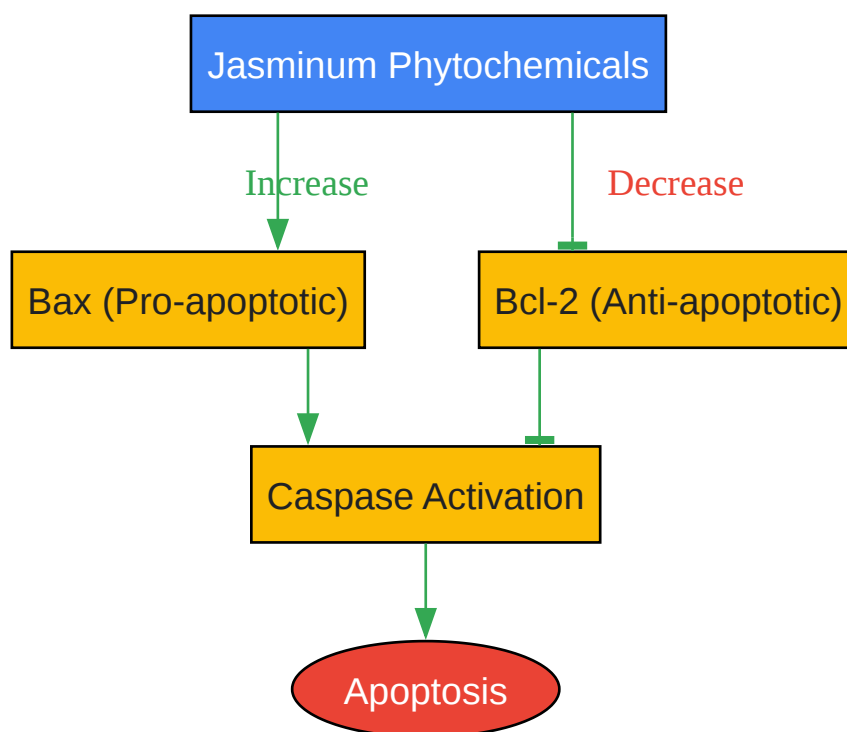 Jasminum Phytochemicals
Increase
Decrease
Bax (Pro-apoptotic)
Bcl-2 (Anti-apoptotic)
Caspase Activation
Apoptosis